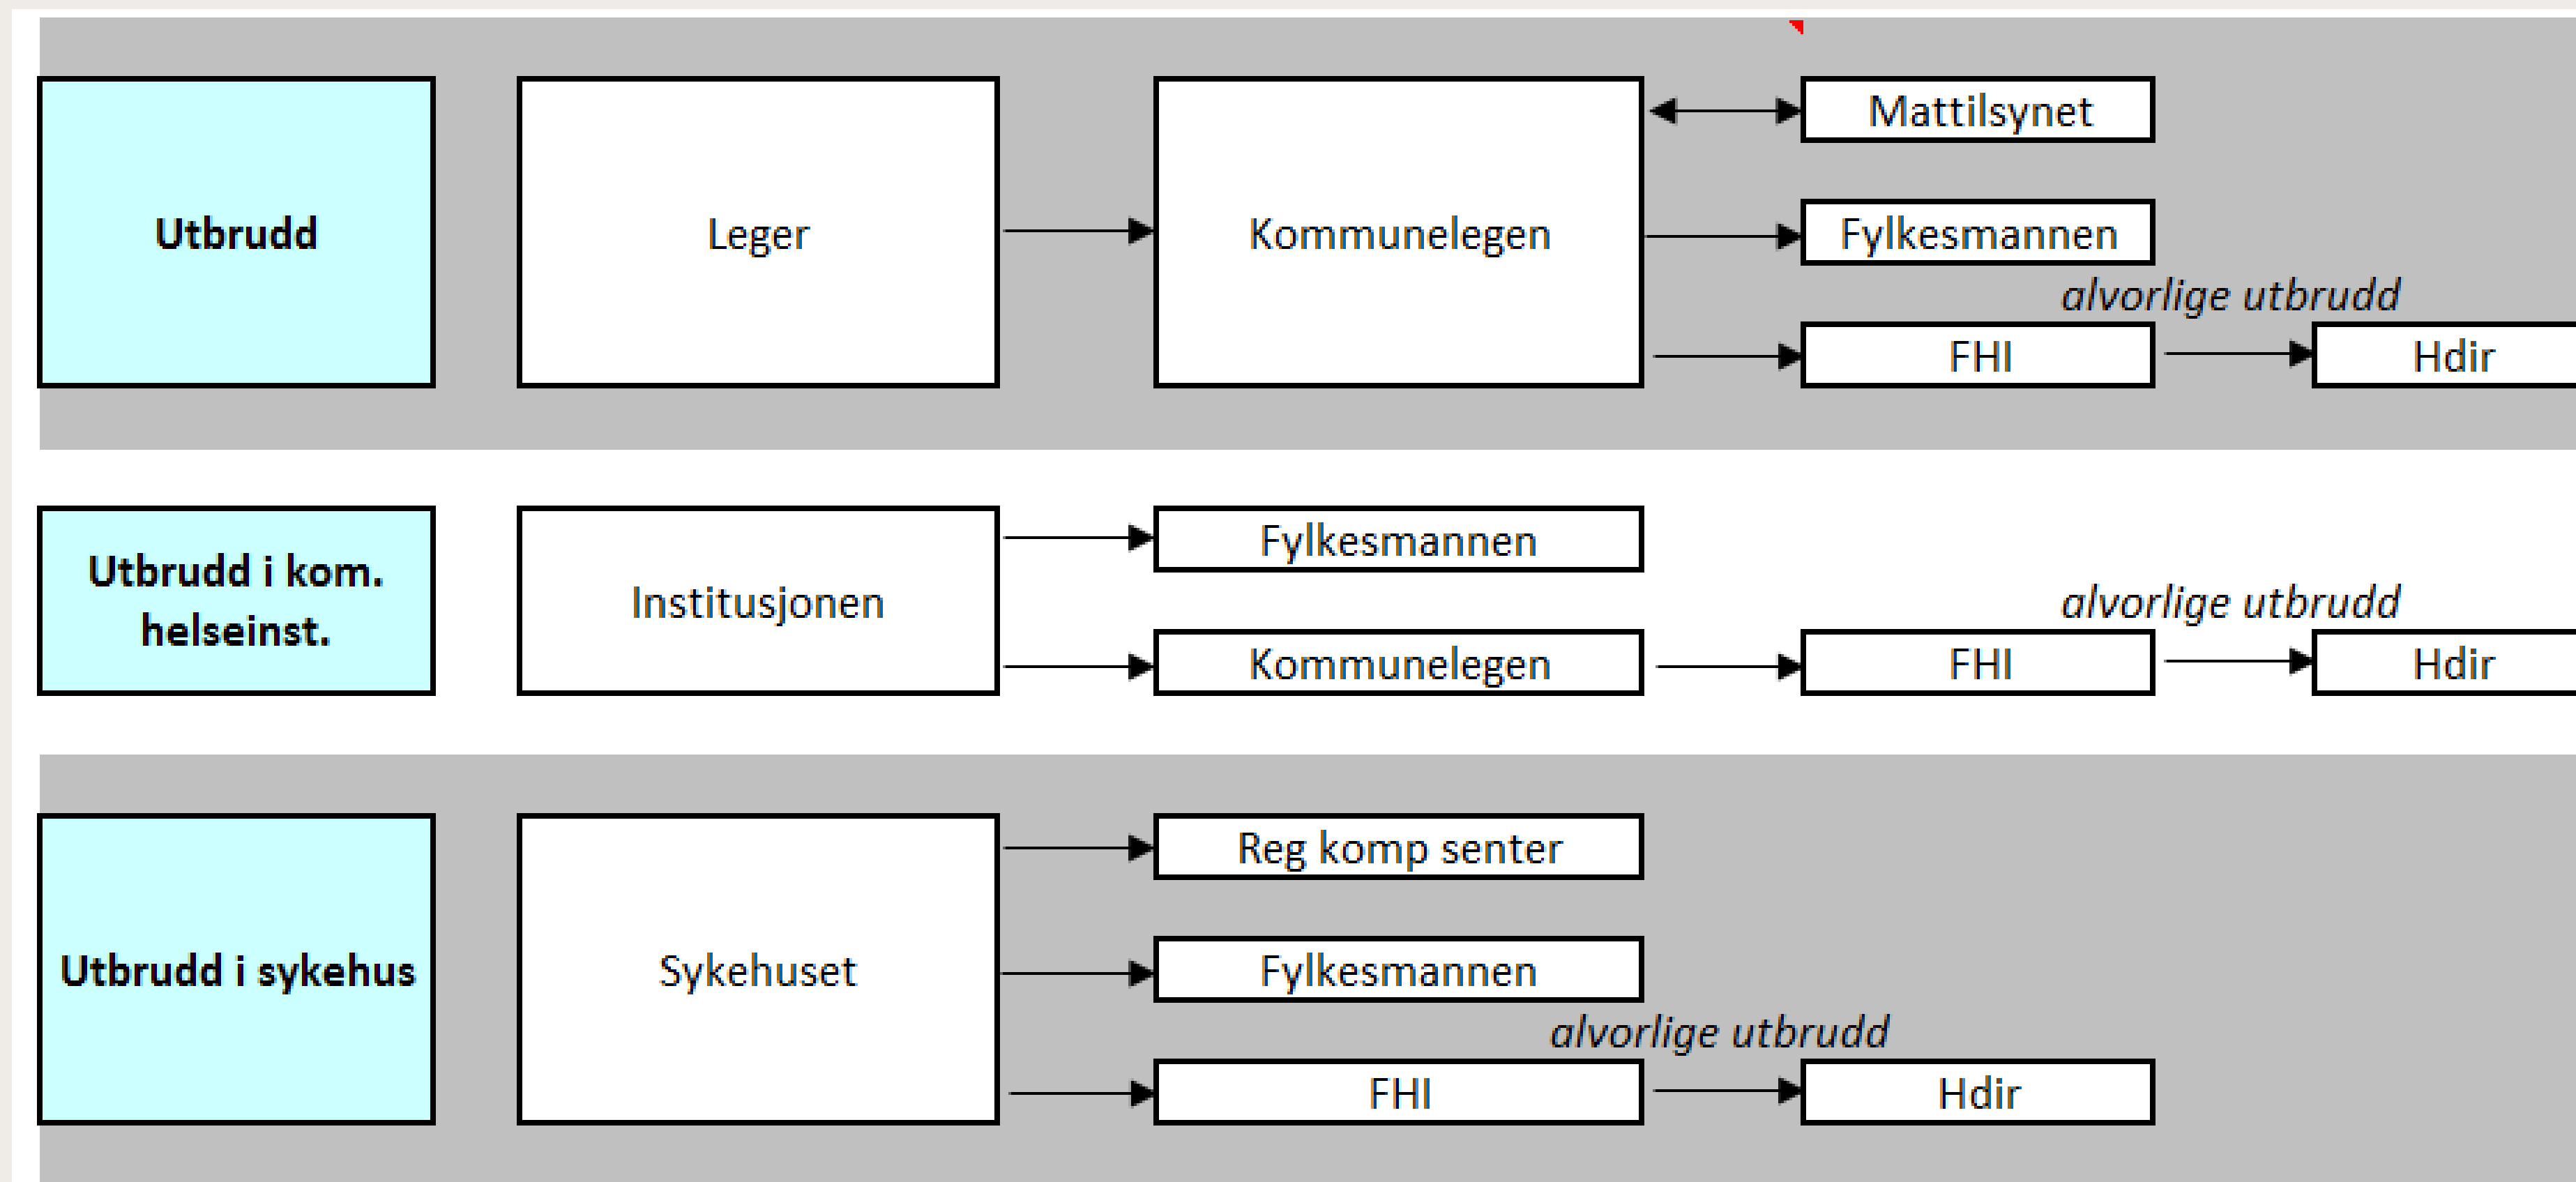 Utbrudd
Leger
Kommunelegen
Mattilsynet
Fylkesmannen
alvorlige utbrudd
FHI
Hdir
Utbrudd i kom.
helseinst.
Institusjonen
Fylkesmannen
Kommunelegen
alvorlige utbrudd
FHI
Hdir
Utbrudd i sykehus
Sykehuset
Reg komp senter
Fylkesmannen
alvorlige utbrudd
FHI
Hdir